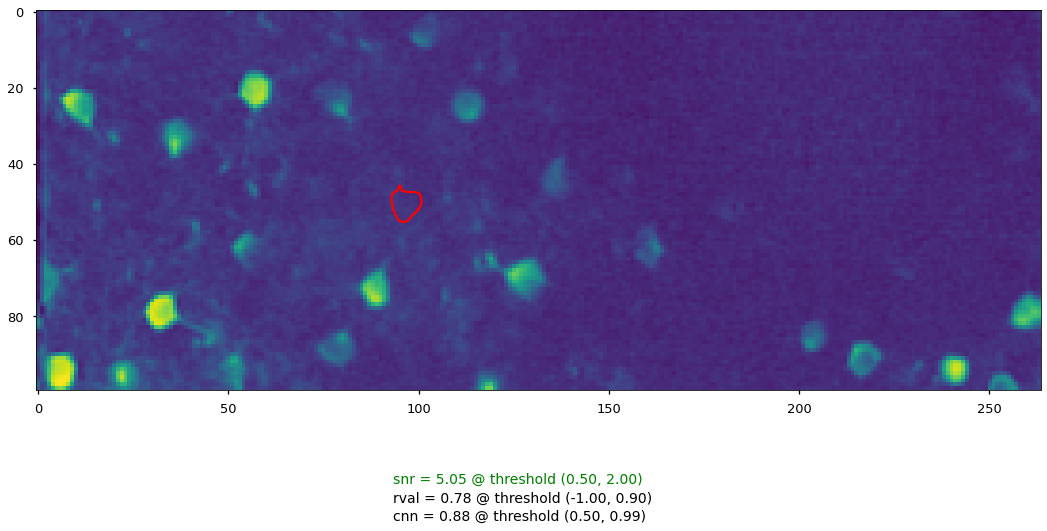 0
20
40
60
80
0 50 100 150 200 250
snr = 5.05 @ threshold (0.50, 2.00)
rval = 0.78 @ threshold (-1.00, 0.90)
cnn = 0.88 @ threshold (0.50, 0.99)